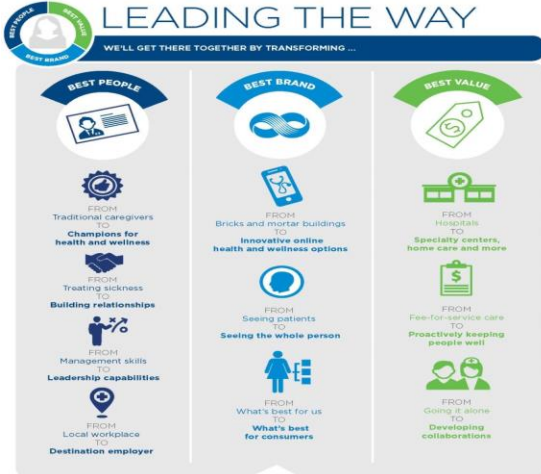 BEST PEOPLE
BEST VALUE
BEST BRAND
LEADING THE WAY
WE'LL GET THERE TOGETHER BY TRANSFORMING ...
BEST PEOPLE
FROM
Traditional caregivers
TO
Champions for
health and wellness
FROM
Treating sickness
TO
Building relationships
FROM
Management skills
TO
Leadership capabilities
FROM
Local workplace
TO
Destination employer
BEST BRAND
FROM
Bricks and mortar buildings
TO
Innovative online
health and wellness options
FROM
Seeing patients
TO
Seeing the whole person
FROM
What's best for us
TO
What's best
for consumers
BEST VALUE
$
FROM
Hospitals
TO
Specialty centers,
home care and more
$
FROM
Fee-for-service care
TO
Proactively keeping
people well
FROM
Going it alone
TO
Developing
collaborations